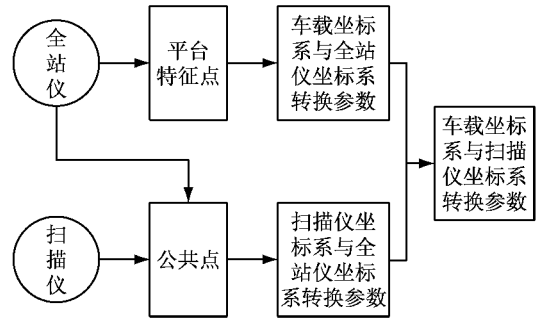 全
站
仪
平台
特征点
车载坐标
系与全站
仪坐标系
转换参数
车载坐标
系与扫描
仪坐标系
转换参数
扫
描
仪
公共点
扫描仪坐
标系与全
站仪坐标
系转换参数